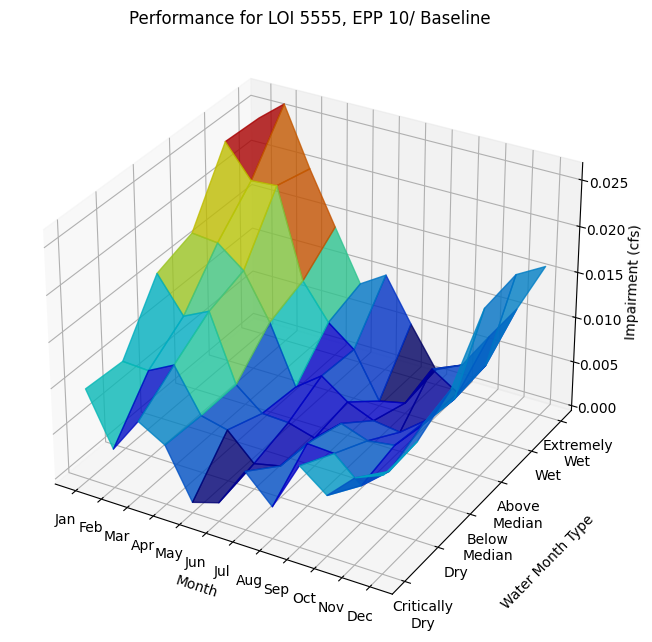 Performance for LOI 5555, EPP 10/ Baseline
0.025
0.020
0.015
0.010
0.005
0.000
Impairment (cfs)
Extremely
Wet
Wet
Above
Median
Below
Median
Dry
Critically
Dry
Water Month Type
Jan
Feb
Mar
Apr
May
Jun
Jul
Aug
Sep
Oct
Nov
Dec
Month